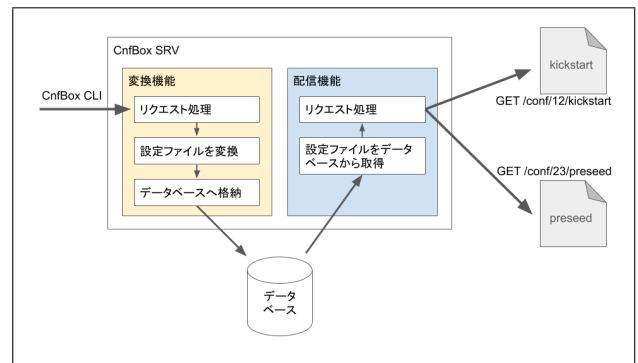 CnfBox SRV
変換機能
配信機能
CnfBox CLI
リクエスト処理
設定ファイルを変換
データベースへ格納
リクエスト処理
設定ファイルをデータ
ベースから取得
データ
ベース
kickstart
GET /conf/12/kickstart
GET /conf/23/preseed
preseed